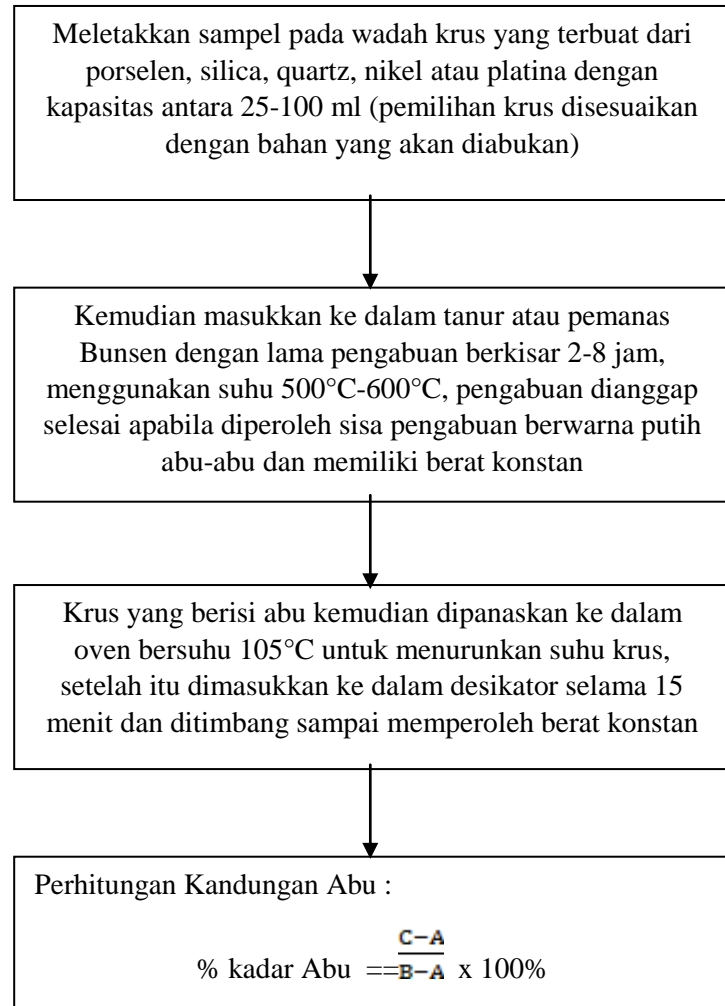 Meletakkan sampel pada wadah krus yang terbuat dari
porselen, silica, quartz, nikel atau platina dengan
kapasitas antara 25-100 ml (pemilihan krus disesuaikan
dengan bahan yang akan diabukan)
Kemudian masukkan ke dalam tanur atau pemanas
Bunsen dengan lama pengabuan berkisar 2-8 jam,
menggunakan suhu 500°C-600°C, pengabuan dianggap
selesai apabila diperoleh sisa pengabuan berwarna putih
abu-abu dan memiliki berat konstan
Krus yang berisi abu kemudian dipanaskan ke dalam
oven bersuhu 105°C untuk menurunkan suhu krus,
setelah itu dimasukkan ke dalam desikator selama 15
menit dan ditimbang sampai memperoleh berat konstan
Perhitungan Kandungan Abu :
C−A
% kadar Abu == B−A x 100%